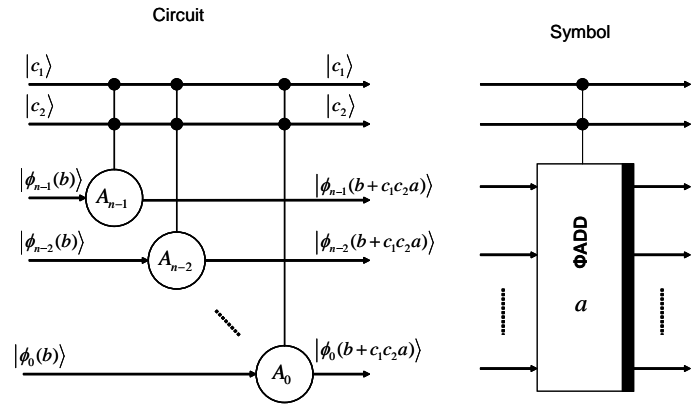 Circuit
Symbol
|c₁⟩ |c₁⟩
|c₂⟩ |c₂⟩
|ϕₙ₋₁(b)⟩ Aₙ₋₁ |ϕₙ₋₁(b + c₁c₂a)⟩
|ϕₙ₋₂(b)⟩ Aₙ₋₂ |ϕₙ₋₂(b + c₁c₂a)⟩
|ϕ₀(b)⟩ A₀ |ϕ₀(b + c₁c₂a)⟩
ΦADD
a